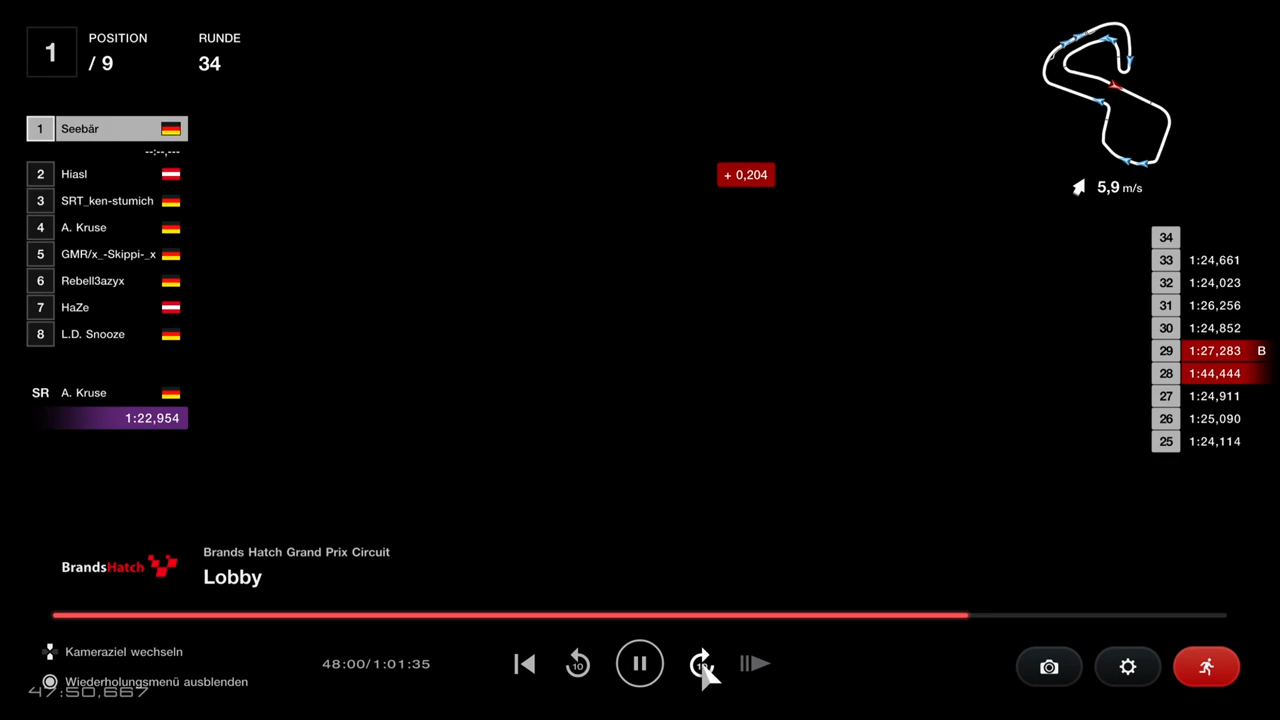 1
POSITION
/ 9
RUNDE
34
1 Seebär
--:--,---
2 Hiasl
3 SRT_ken-stumich
4 A. Kruse
5 GMR/x_-Skippi-_x
6 Rebell3azyx
7 HaZe
8 L.D. Snooze
SR A. Kruse
1:22,954
+ 0,204
5,9 m/s
34
33 1:24,661
32 1:24,023
31 1:26,256
30 1:24,852
29 1:27,283 B
28 1:44,444
27 1:24,911
26 1:25,090
25 1:24,114
BrandsHatch
Brands Hatch Grand Prix Circuit
Lobby
Kameraziel wechseln
Wiederholungsmenü ausblenden
47:50,667
48:00/1:01:35
10
10